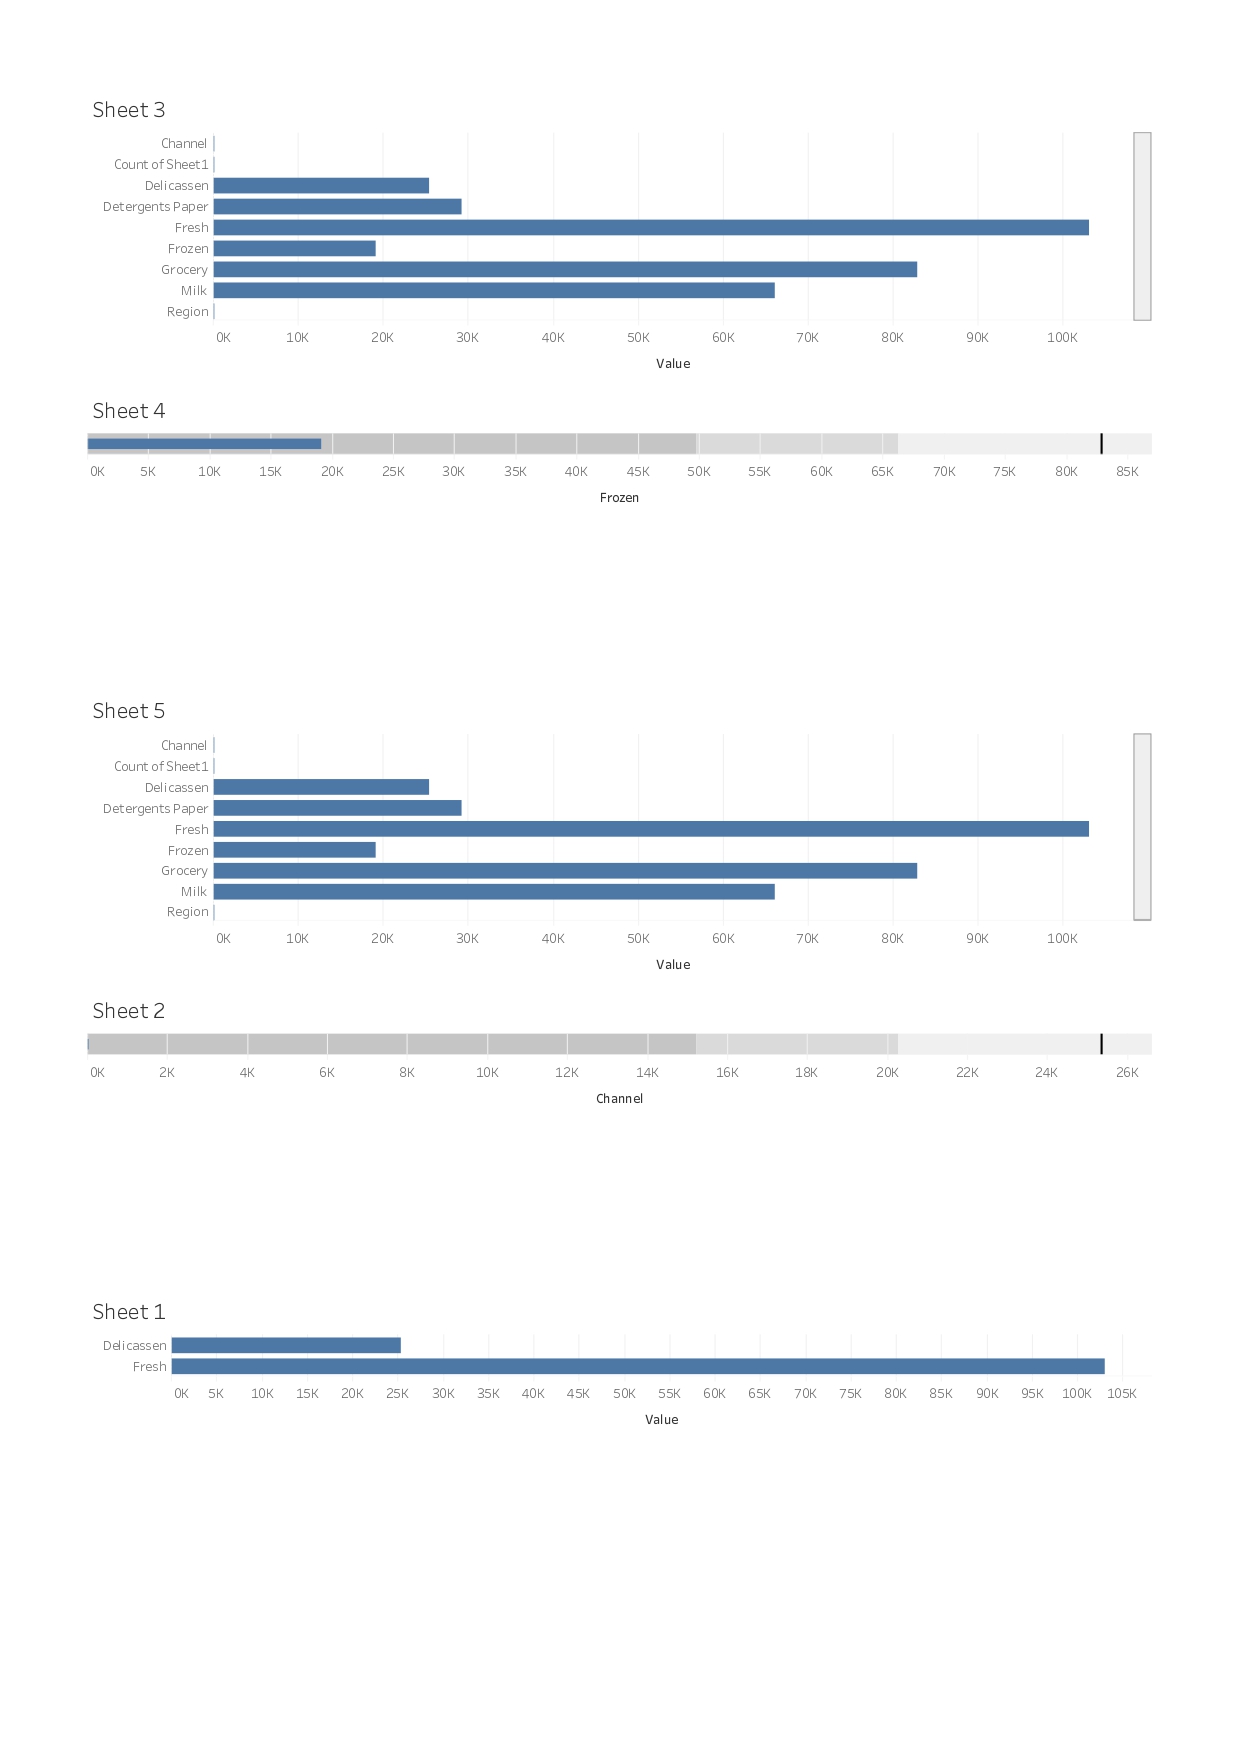 Sheet 3
Channel
Count of Sheet1
Delicassen
Detergents Paper
Fresh
Frozen
Grocery
Milk
Region
0K 10K 20K 30K 40K 50K 60K 70K 80K 90K 100K
Value
Sheet 4
0K 5K 10K 15K 20K 25K 30K 35K 40K 45K 50K 55K 60K 65K 70K 75K 80K 85K
Frozen
Sheet 5
Channel
Count of Sheet1
Delicassen
Detergents Paper
Fresh
Frozen
Grocery
Milk
Region
0K 10K 20K 30K 40K 50K 60K 70K 80K 90K 100K
Value
Sheet 2
0K 2K 4K 6K 8K 10K 12K 14K 16K 18K 20K 22K 24K 26K
Channel
Sheet 1
Delicassen
Fresh
0K 5K 10K 15K 20K 25K 30K 35K 40K 45K 50K 55K 60K 65K 70K 75K 80K 85K 90K 95K 100K 105K
Value